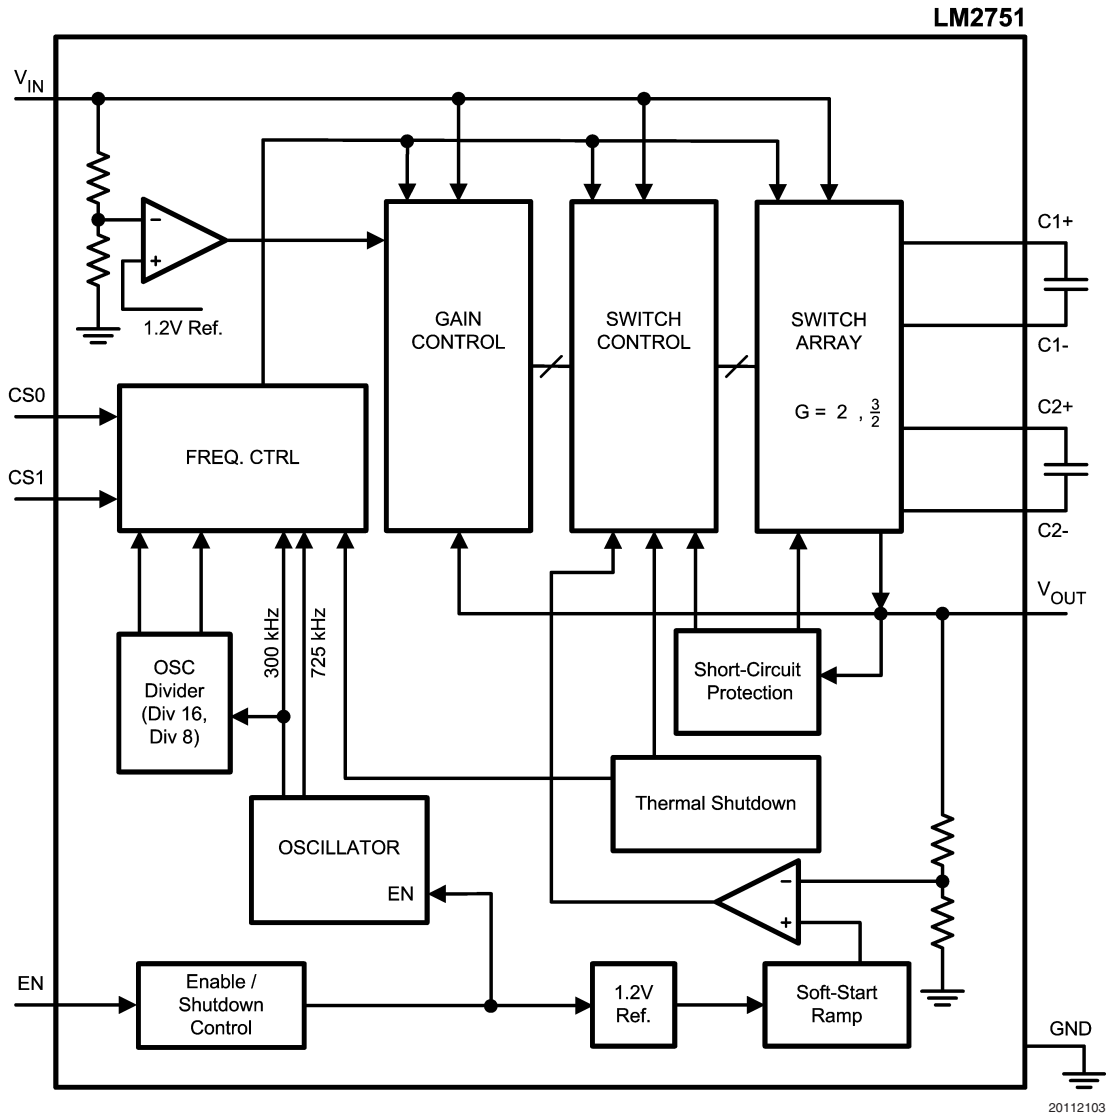 LM2751
VIN
−
+
1.2V Ref.
GAIN
CONTROL
SWITCH
CONTROL
SWITCH
ARRAY
G = 2 , 3/2
C1+
C1-
C2+
C2-
CS0
CS1
FREQ. CTRL
VOUT
300 kHz
725 kHz
OSC
Divider
(Div 16,
Div 8)
Short-Circuit
Protection
Thermal Shutdown
OSCILLATOR
EN
−
+
EN
Enable /
Shutdown
Control
1.2V
Ref.
Soft-Start
Ramp
GND
20112103